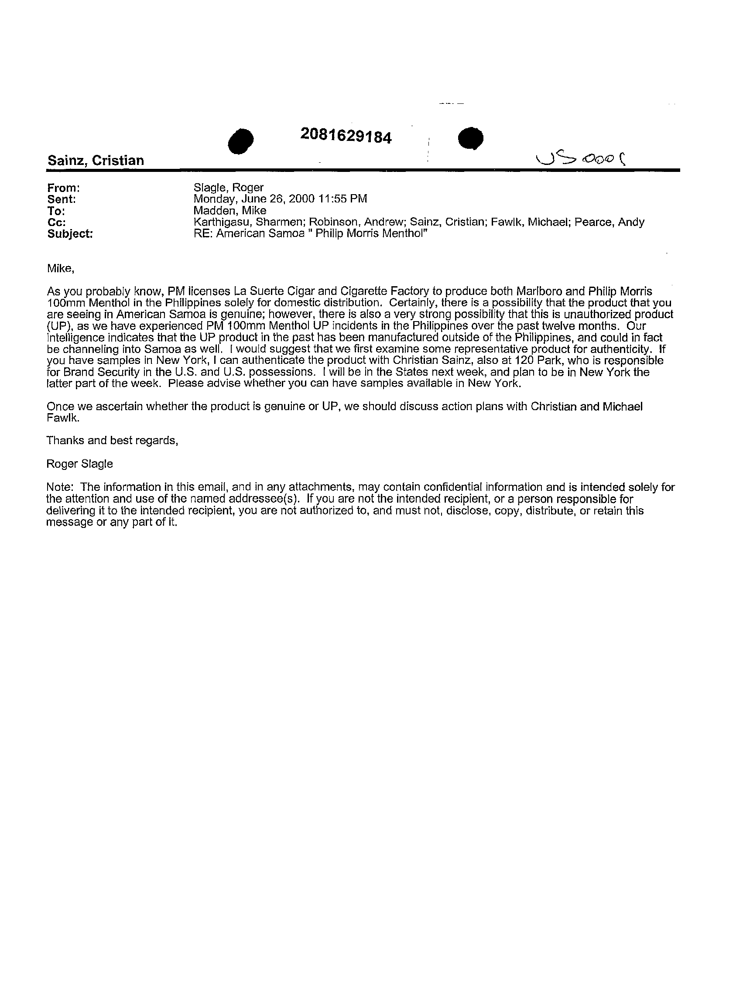 2081629184
Sainz, Cristian
From: Slagle, Roger
Sent: Monday, June 26, 2000 11:55 PM
To: Madden, Mike
Cc: Karthigasu, Sharmen; Robinson, Andrew; Sainz, Cristian; Fawlk, Michael; Pearce, Andy
Subject: RE: American Samoa " Philip Morris Menthol"
Mike,
As you probably know, PM licenses La Suerte Cigar and Cigarette Factory to produce both Marlboro and Philip Morris
100mm Menthol in the Philippines solely for domestic distribution. Certainly, there is a possibility that the product that you
are seeing in American Samoa is genuine; however, there is also a very strong possibility that this is unauthorized product
(UP), as we have experienced PM 100mm Menthol UP incidents in the Philippines over the past twelve months. Our
intelligence indicates that the UP product in the past has been manufactured outside of the Philippines, and could in fact
be channeling into Samoa as well. I would suggest that we first examine some representative product for authenticity. If
you have samples in New York, I can authenticate the product with Christian Sainz, also at 120 Park, who is responsible
for Brand Security in the U.S. and U.S. possessions. I will be in the States next week, and plan to be in New York the
latter part of the week. Please advise whether you can have samples available in New York.
Once we ascertain whether the product is genuine or UP, we should discuss action plans with Christian and Michael
Fawlk.
Thanks and best regards,
Roger Slagle
Note: The information in this email, and in any attachments, may contain confidential information and is intended solely for
the attention and use of the named addressee(s). If you are not the intended recipient, or a person responsible for
delivering it to the intended recipient, you are not authorized to, and must not, disclose, copy, distribute, or retain this
message or any part of it.